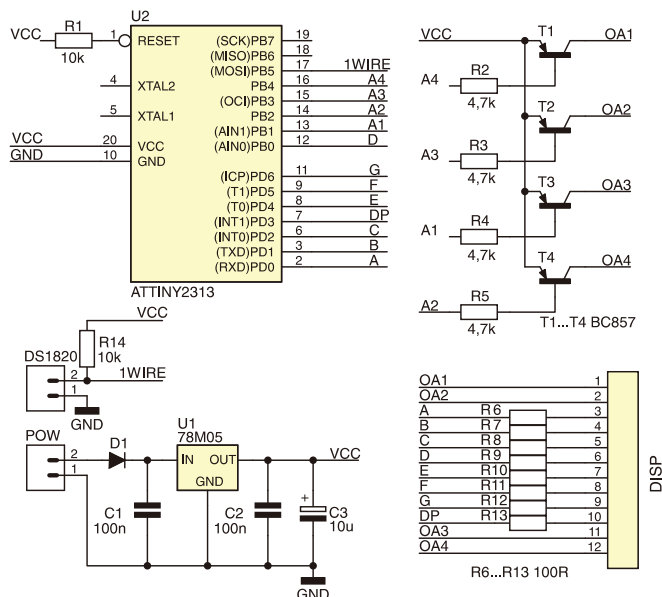 U2
VCC R1 1 RESET (SCK)PB7 19
10k (MISO)PB6 18
(MOSI)PB5 17 1WIRE
4 XTAL2 PB4 16 A4
(OCI)PB3 15 A3
5 XTAL1 PB2 14 A2
(AIN1)PB1 13 A1
VCC 20 VCC (AIN0)PB0 12 D
GND 10 GND
(ICP)PD6 11 G
(T1)PD5 9 F
(T0)PD4 8 E
(INT1)PD3 7 DP
(INT0)PD2 6 C
(TXD)PD1 3 B
(RXD)PD0 2 A
ATTINY2313
VCC T1 OA1
A4 R2
4,7k
T2 OA2
A3 R3
4,7k
T3 OA3
A1 R4
4,7k
T4 OA4
A2 R5
4,7k
T1...T4 BC857
VCC
R14
10k
DS1820
2 1WIRE
1
GND
POW
2 D1
1
U1
78M05
IN OUT
GND
VCC
C1
100n
C2
100n
+
C3
10u
GND
OA1 1
OA2 2
A R6 3
B R7 4
C R8 5
D R9 6
E R10 7
F R11 8
G R12 9
DP R13 10
OA3 11
OA4 12
DISP
R6...R13 100R